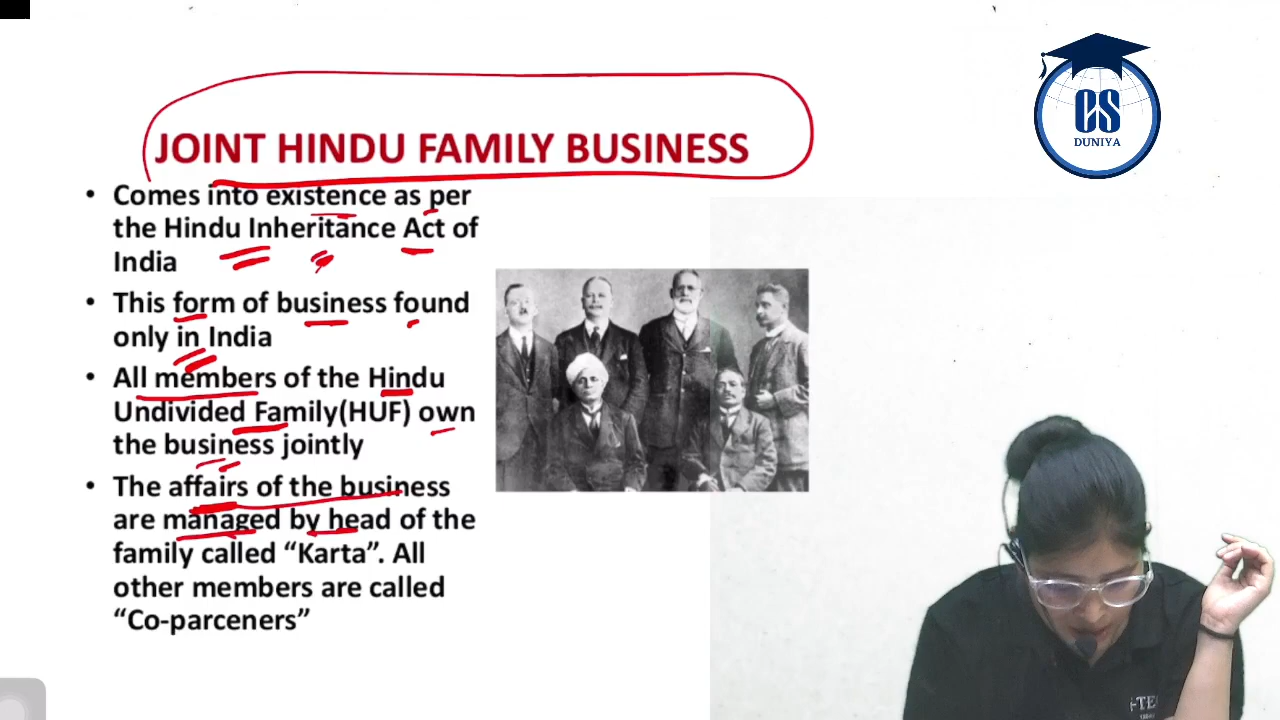 CS
DUNIYA
JOINT HINDU FAMILY BUSINESS
• Comes into existence as per
the Hindu Inheritance Act of
India
• This form of business found
only in India
• All members of the Hindu
Undivided Family(HUF) own
the business jointly
• The affairs of the business
are managed by head of the
family called “Karta”. All
other members are called
“Co-parceners”